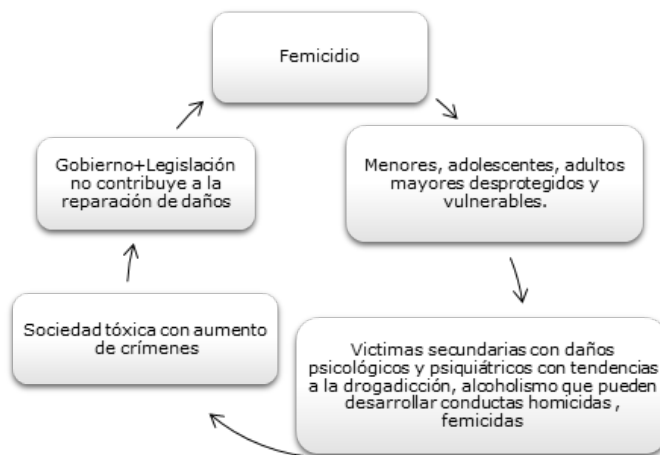 Femicidio
Menores, adolescentes, adultos
mayores desprotegidos y
vulnerables.
Victimas secundarias con daños
psicológicos y psiquiátricos con tendencias
a la drogadicción, alcoholismo que pueden
desarrollar conductas homicidas ,
femicidas
Sociedad tóxica con aumento
de crímenes
Gobierno+Legislación
no contribuye a la
reparación de daños